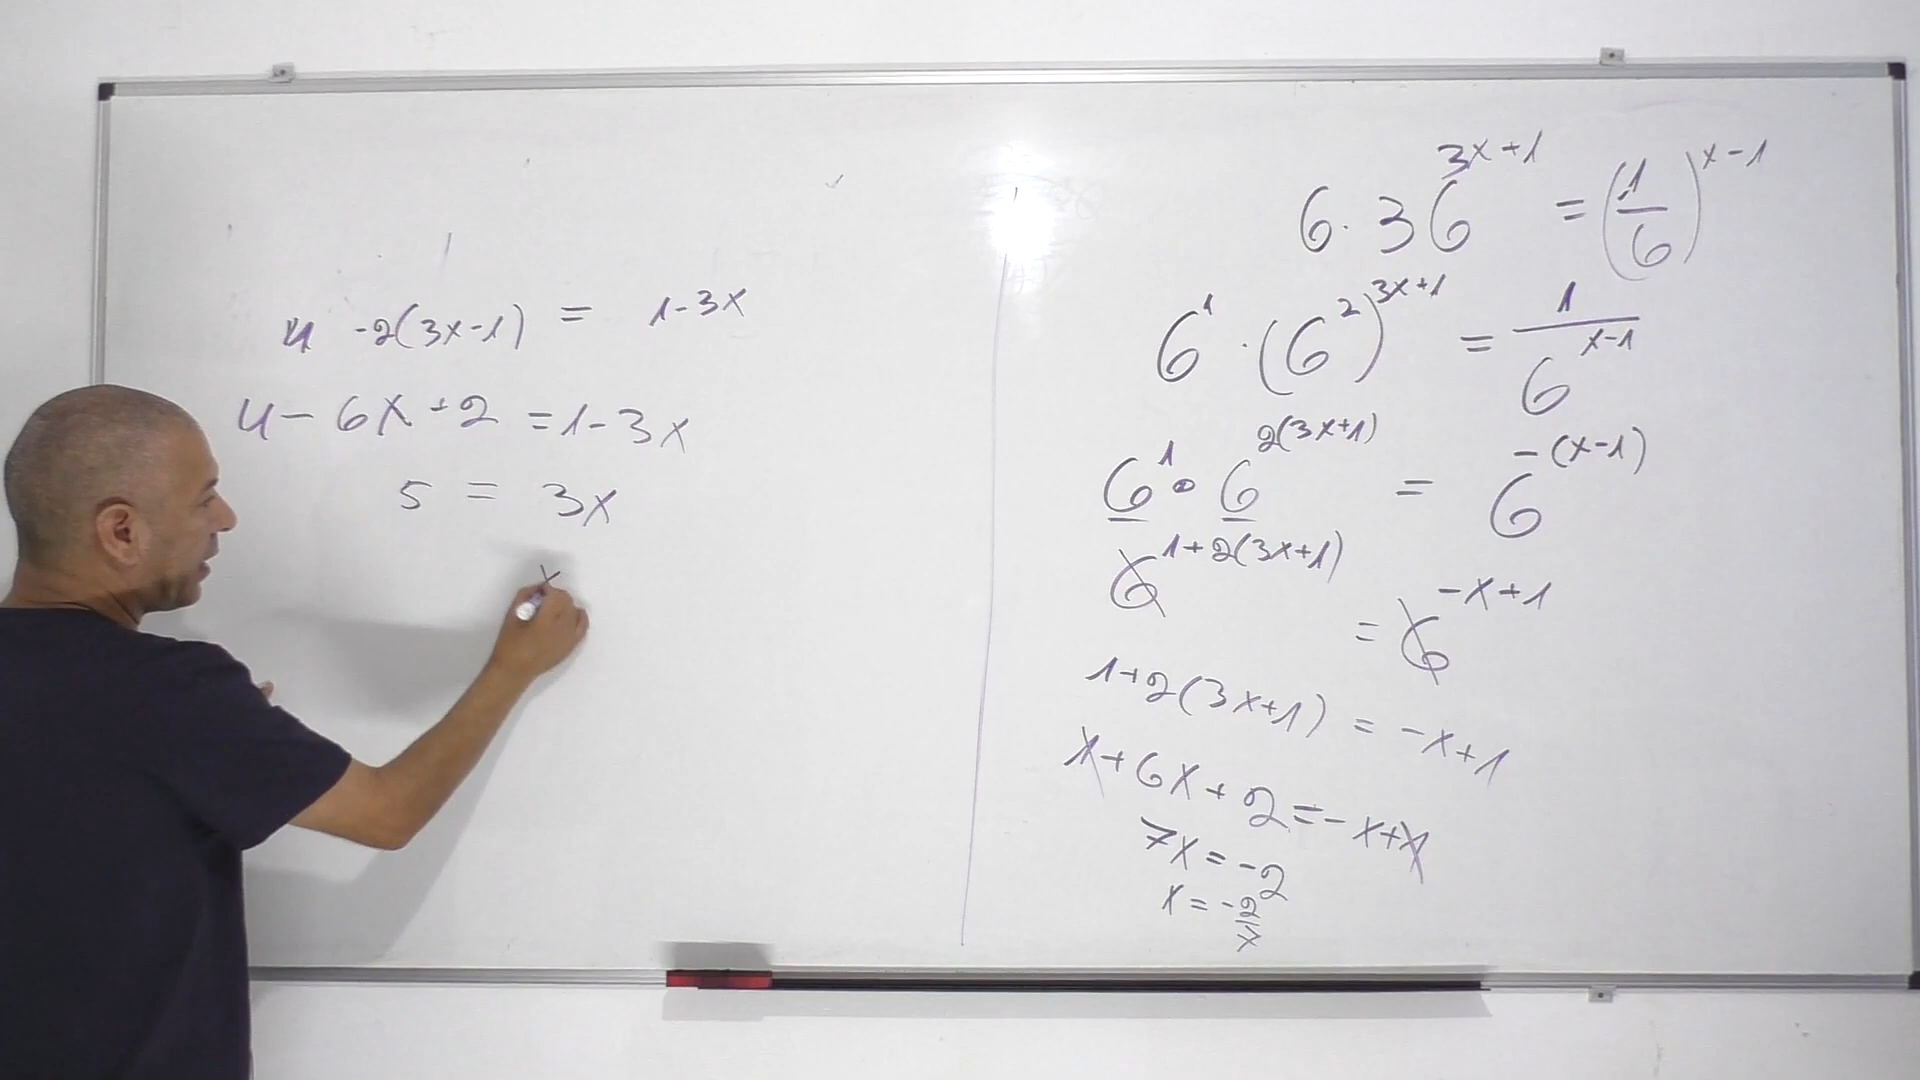 4 -2(3x-1) = 1-3x
4 - 6x + 2 = 1 - 3x
5 = 3x
x
6 · 36^{3x+1} = (1/6)^{x-1}
6^1 · (6^2)^{3x+1} = 1/6^{x-1}
6^1 · 6^{2(3x+1)} = 6^{-(x-1)}
6^{1+2(3x+1)} = 6^{-x+1}
1+2(3x+1) = -x+1
1+6x+2=-x+1
7x = -2
x = -2/7